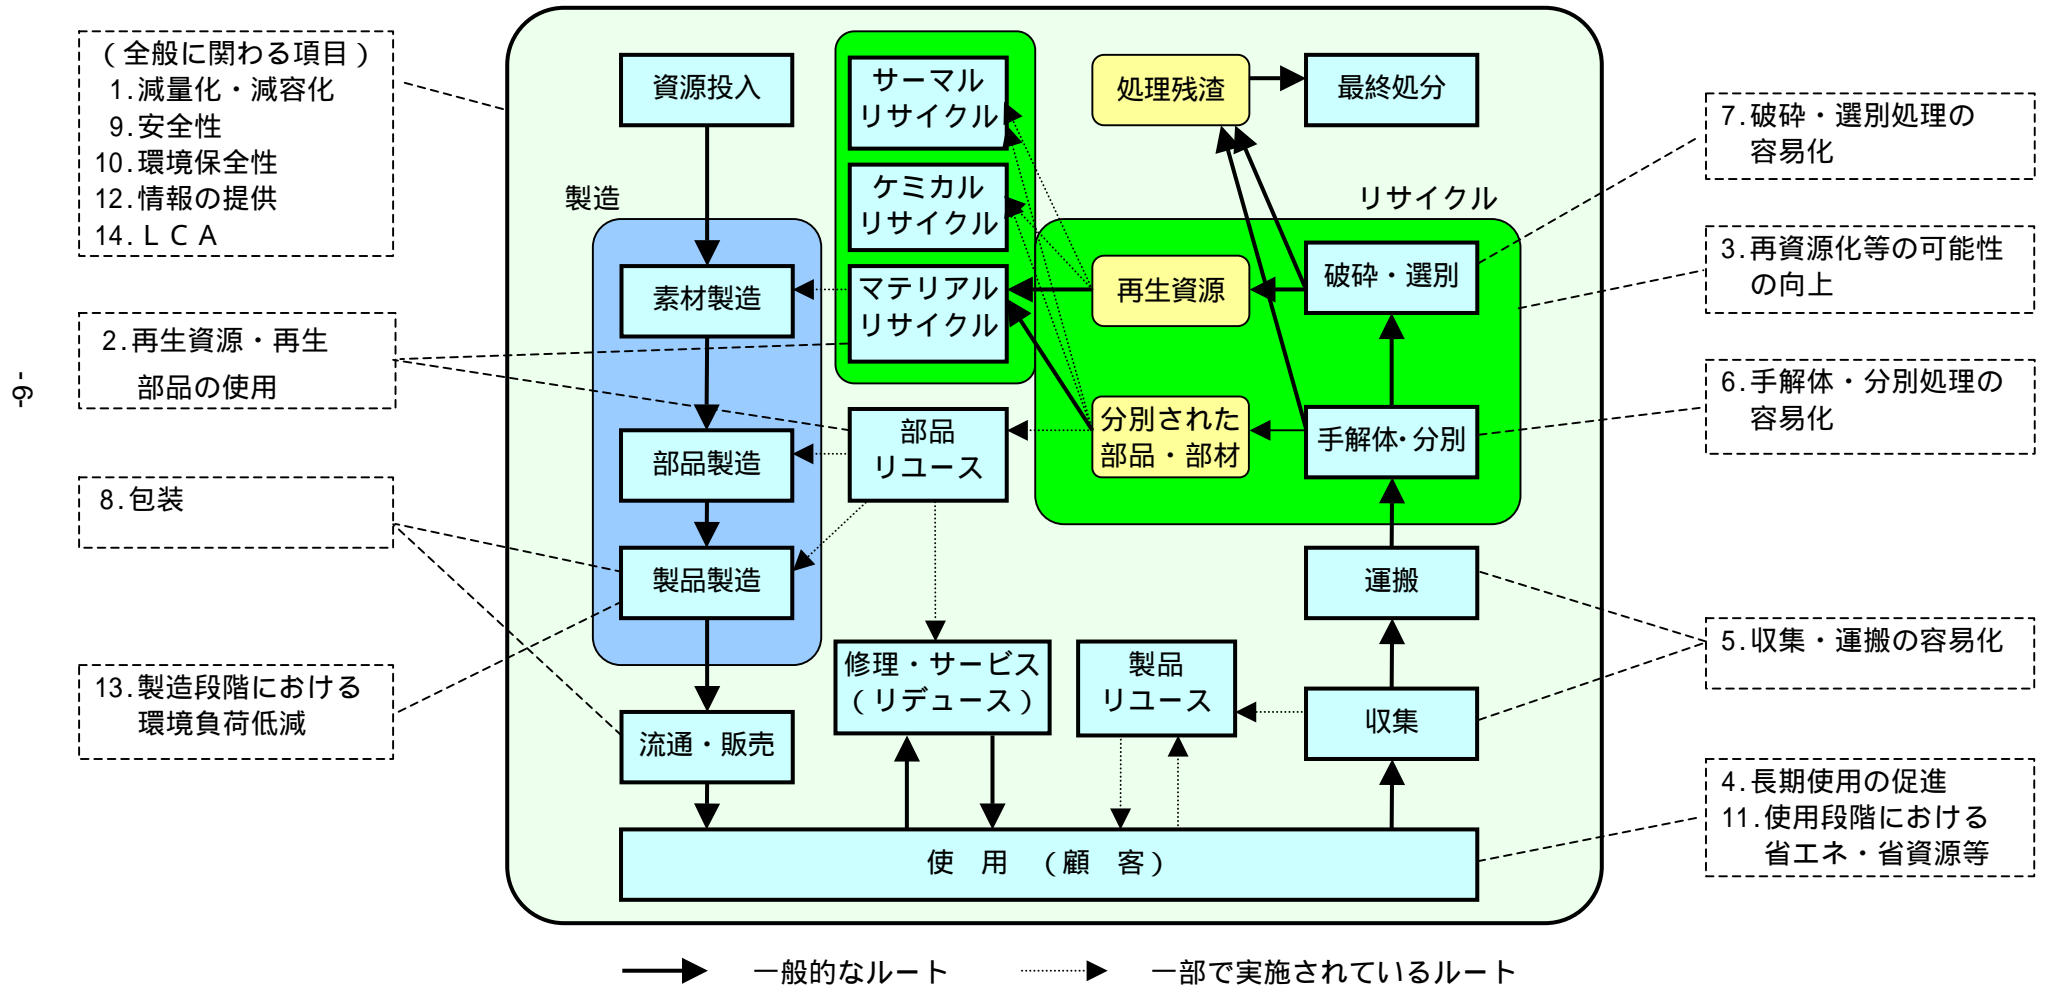 (全般に関わる項目)
1.減量化・減容化
9.安全性
10.環境保全性
12.情報の提供
14.LCA
2.再生資源・再生
部品の使用
8.包装
13.製造段階における
環境負荷低減
-6-
資源投入
製造
素材製造
部品製造
製品製造
流通・販売
サーマル
リサイクル
ケミカル
リサイクル
マテリアル
リサイクル
部品
リユース
修理・サービス
(リデュース)
製品
リユース
処理残渣
最終処分
リサイクル
再生資源
破砕・選別
分別された
部品・部材
手解体・分別
運搬
収集
使 用 (顧 客)
7.破砕・選別処理の
容易化
3.再資源化等の可能性
の向上
6.手解体・分別処理の
容易化
5.収集・運搬の容易化
4.長期使用の促進
11.使用段階における
省エネ・省資源等
一般的なルート
一部で実施されているルート